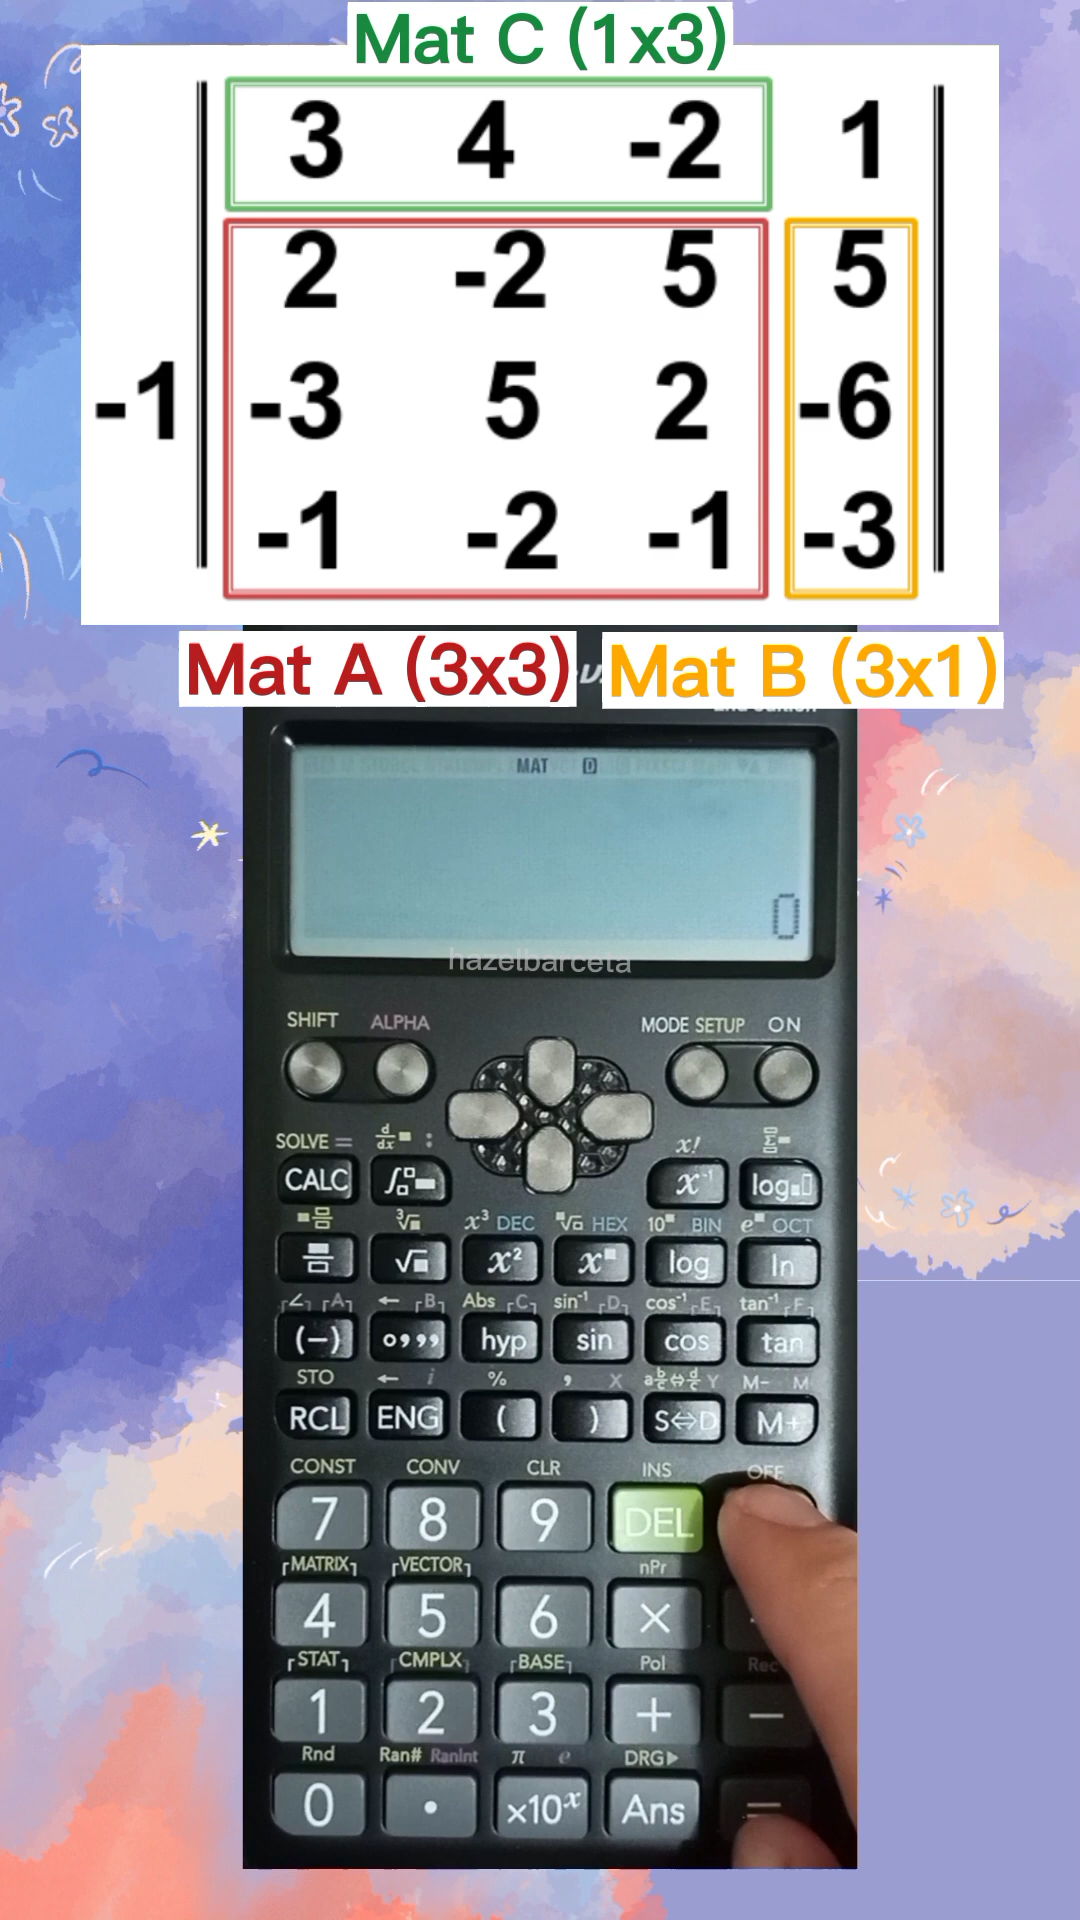 Mat C (1x3)
3 4 -2 1
2 -2 5 5
-1 -3 5 2 -6
-1 -2 -1 -3
Mat A (3x3) Mat B (3x1)
MAT D
0
hazelbarceta
SHIFT ALPHA MODE SETUP ON
SOLVE = d/dx : x! Σ=
CALC ∫ x⁻¹ log
³√ x³ DEC √ HEX 10 BIN e OCT
√ x² x log ln
∠ A ← B Abs C sin⁻¹ D cos⁻¹ E tan⁻¹ F
(−) °,,, hyp sin cos tan
STO ← i % , X a b/c⇔d/c Y M− M
RCL ENG ( ) S⇔D M+
CONST CONV CLR INS OFF
7 8 9 DEL
MATRIX VECTOR nPr
4 5 6 ×
STAT CMPLX BASE Pol Rec
1 2 3 + −
Rnd Ran# RanInt π e DRG▶
0 • ×10ˣ Ans =